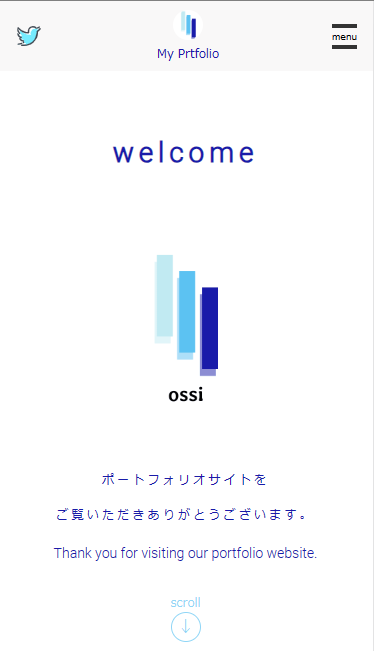 My Prtfolio
menu
welcome
ossi
ポートフォリオサイトを
ご覧いただきありがとうございます。
Thank you for visiting our portfolio website.
scroll